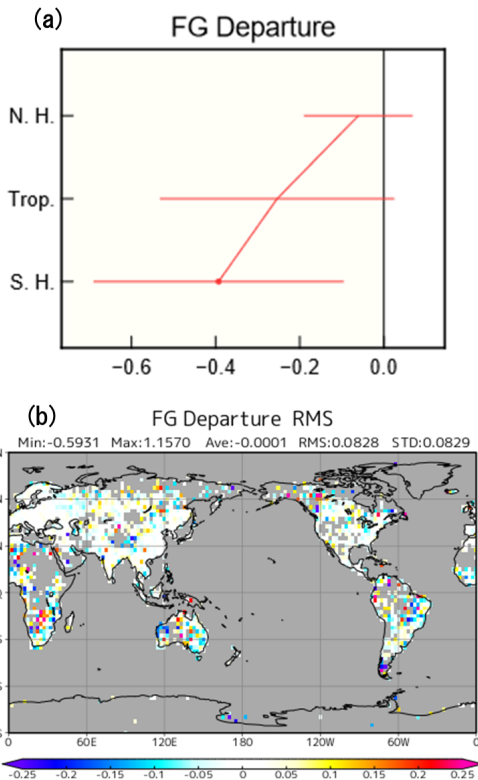 (a)
FG Departure
N. H.
Trop.
S. H.
−0.6 −0.4 −0.2 0.0
(b)
FG Departure RMS
Min:-0.5931 Max:1.1570 Ave:-0.0001 RMS:0.0828 STD:0.0829
N
N
N
S
S
S
0 60E 120E 180 120W 60W 0
-0.25 -0.2 -0.15 -0.1 -0.05 0 0.05 0.1 0.15 0.2 0.25